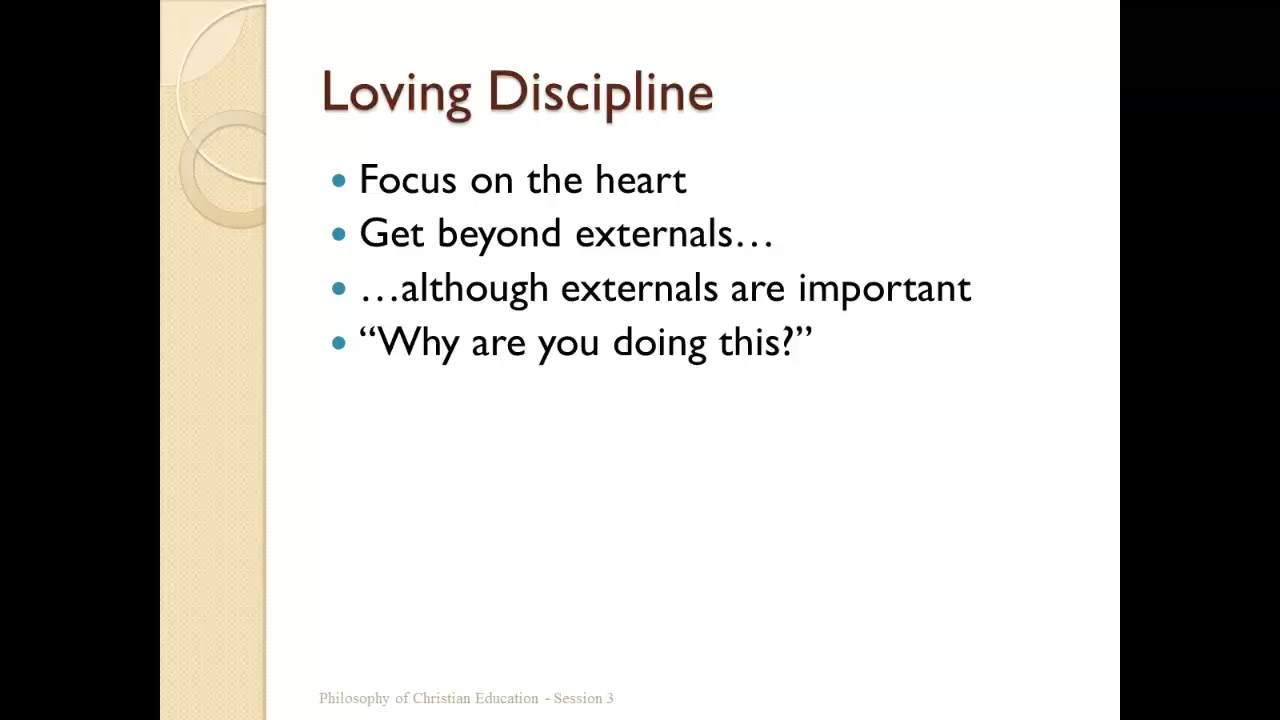 Loving Discipline
• Focus on the heart
• Get beyond externals…
• …although externals are important
• “Why are you doing this?”
Philosophy of Christian Education - Session 3